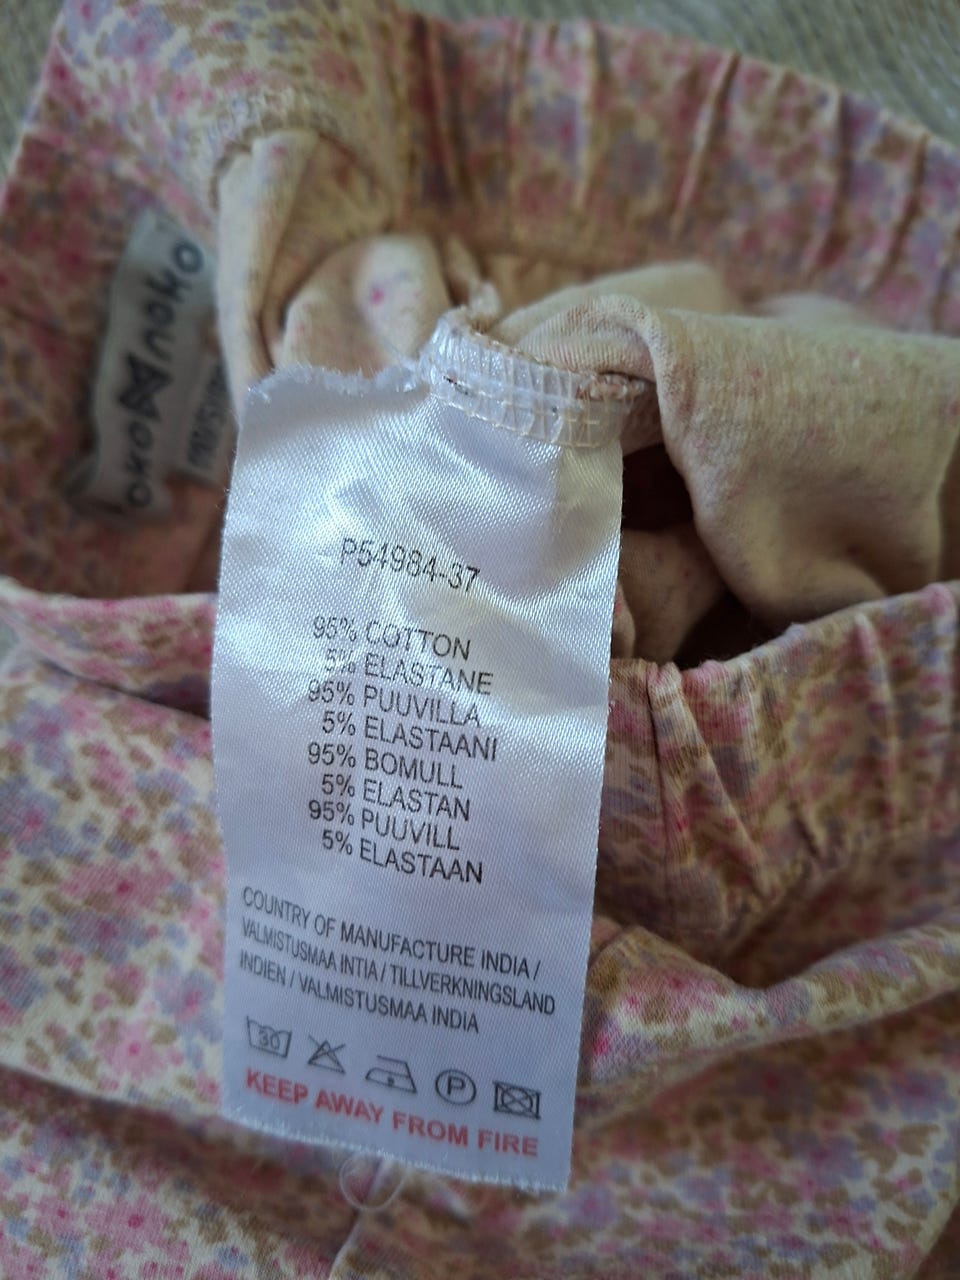 P54984-37
95% COTTON
5% ELASTANE
95% PUUVILLA
5% ELASTAANI
95% BOMULL
5% ELASTAN
95% PUUVILL
5% ELASTAAN
COUNTRY OF MANUFACTURE INDIA /
VALMISTUSMAA INTIA / TILLVERKNINGSLAND
INDIEN / VALMISTUSMAA INDIA
30
P
KEEP AWAY FROM FIRE